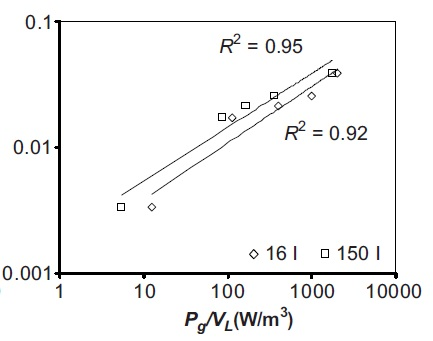 0.1
R² = 0.95
0.01
R² = 0.92
◇ 16 l □ 150 l
0.001
1 10 100 1000 10000
Pg/VL(W/m³)